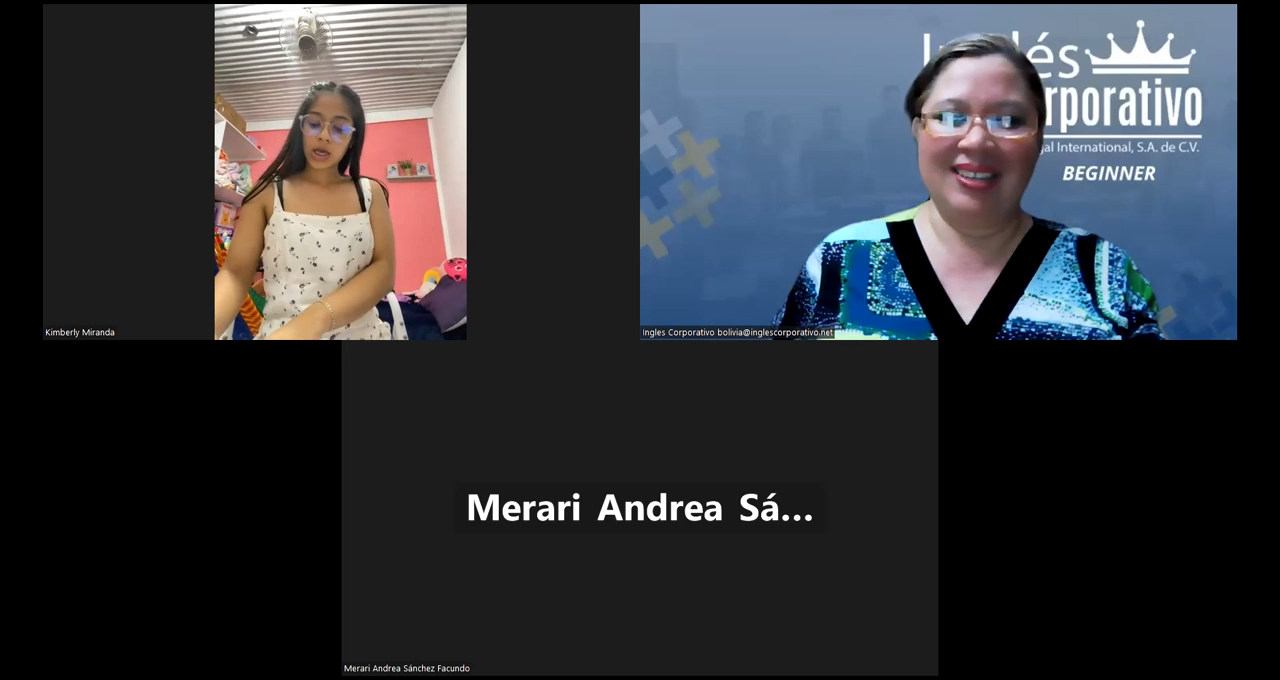 Inglés
Corporativo
gal International, S.A. de C.V.
BEGINNER
Kimberly Miranda
Ingles Corporativo bolivia@inglescorporativo.net
Merari Andrea Sá...
Merari Andrea Sánchez Facundo